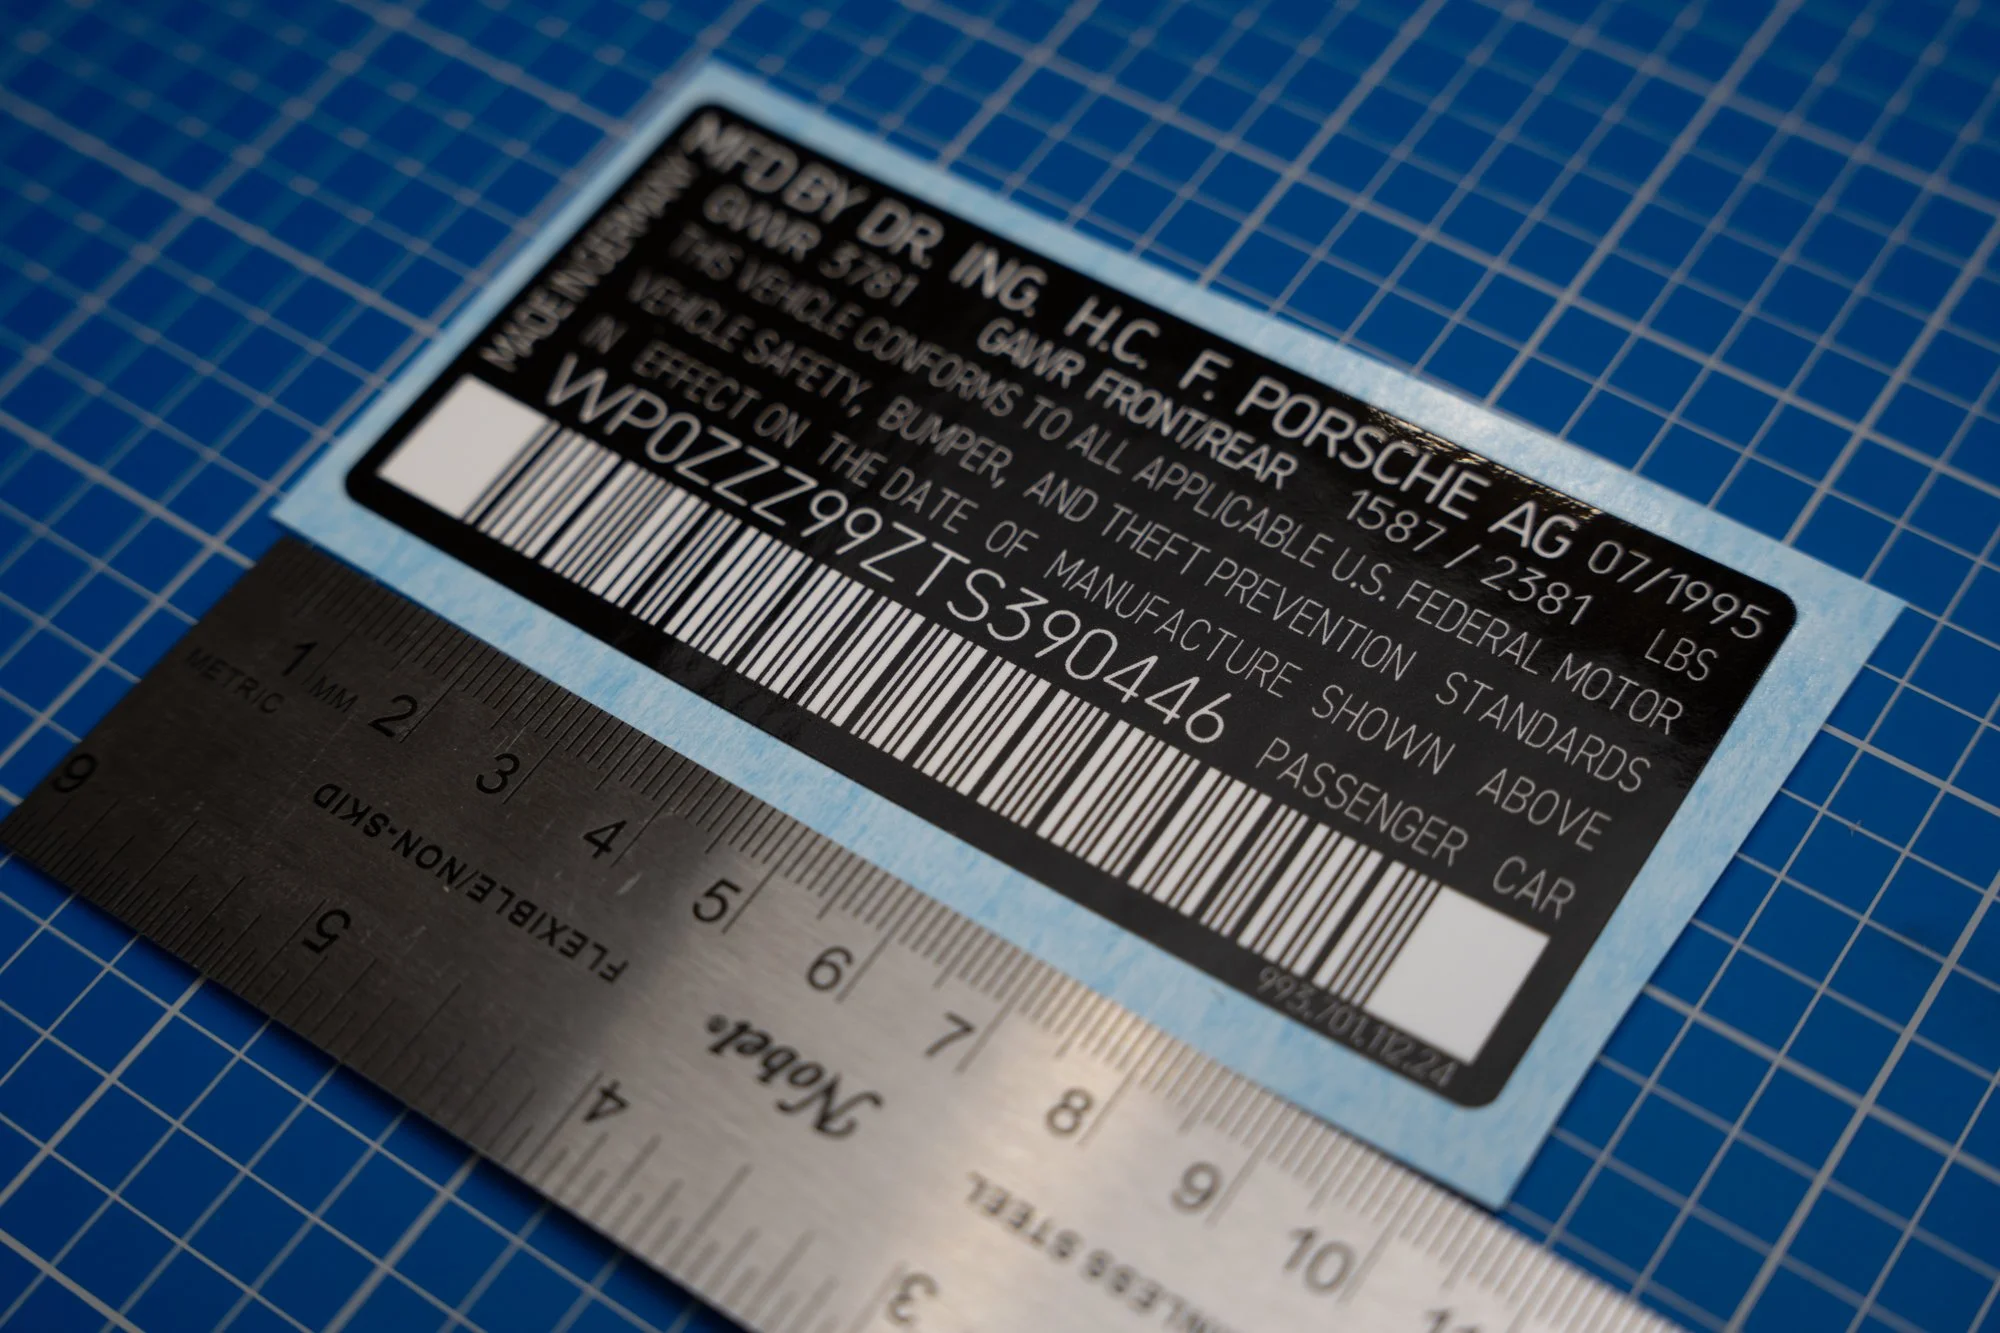 MFD BY DR. ING. H.C. F. PORSCHE AG 07/1995
GVWR 3781 GAWR FRONT/REAR 1587 / 2381 LBS
THIS VEHICLE CONFORMS TO ALL APPLICABLE U.S. FEDERAL MOTOR
VEHICLE SAFETY, BUMPER, AND THEFT PREVENTION STANDARDS
IN EFFECT ON THE DATE OF MANUFACTURE SHOWN ABOVE
WP0ZZZ99ZTS390446 PASSENGER CAR
MADE IN GERMANY
993.701.112.24
1 2 3 4 5 6 7 8 9 10
MM
METRIC
FLEXIBLE/NON-SKID
Nobel®
STEEL
6 5 4 3